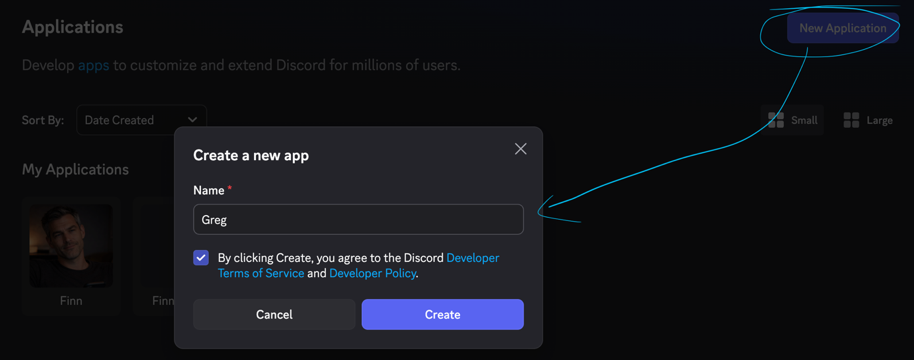 Applications
New Application
Develop apps to customize and extend Discord for millions of users.
Sort By:
Date Created
Small
Large
My Applications
Finn
Finn
Create a new app
Name *
Greg
By clicking Create, you agree to the Discord Developer
Terms of Service and Developer Policy.
Cancel
Create